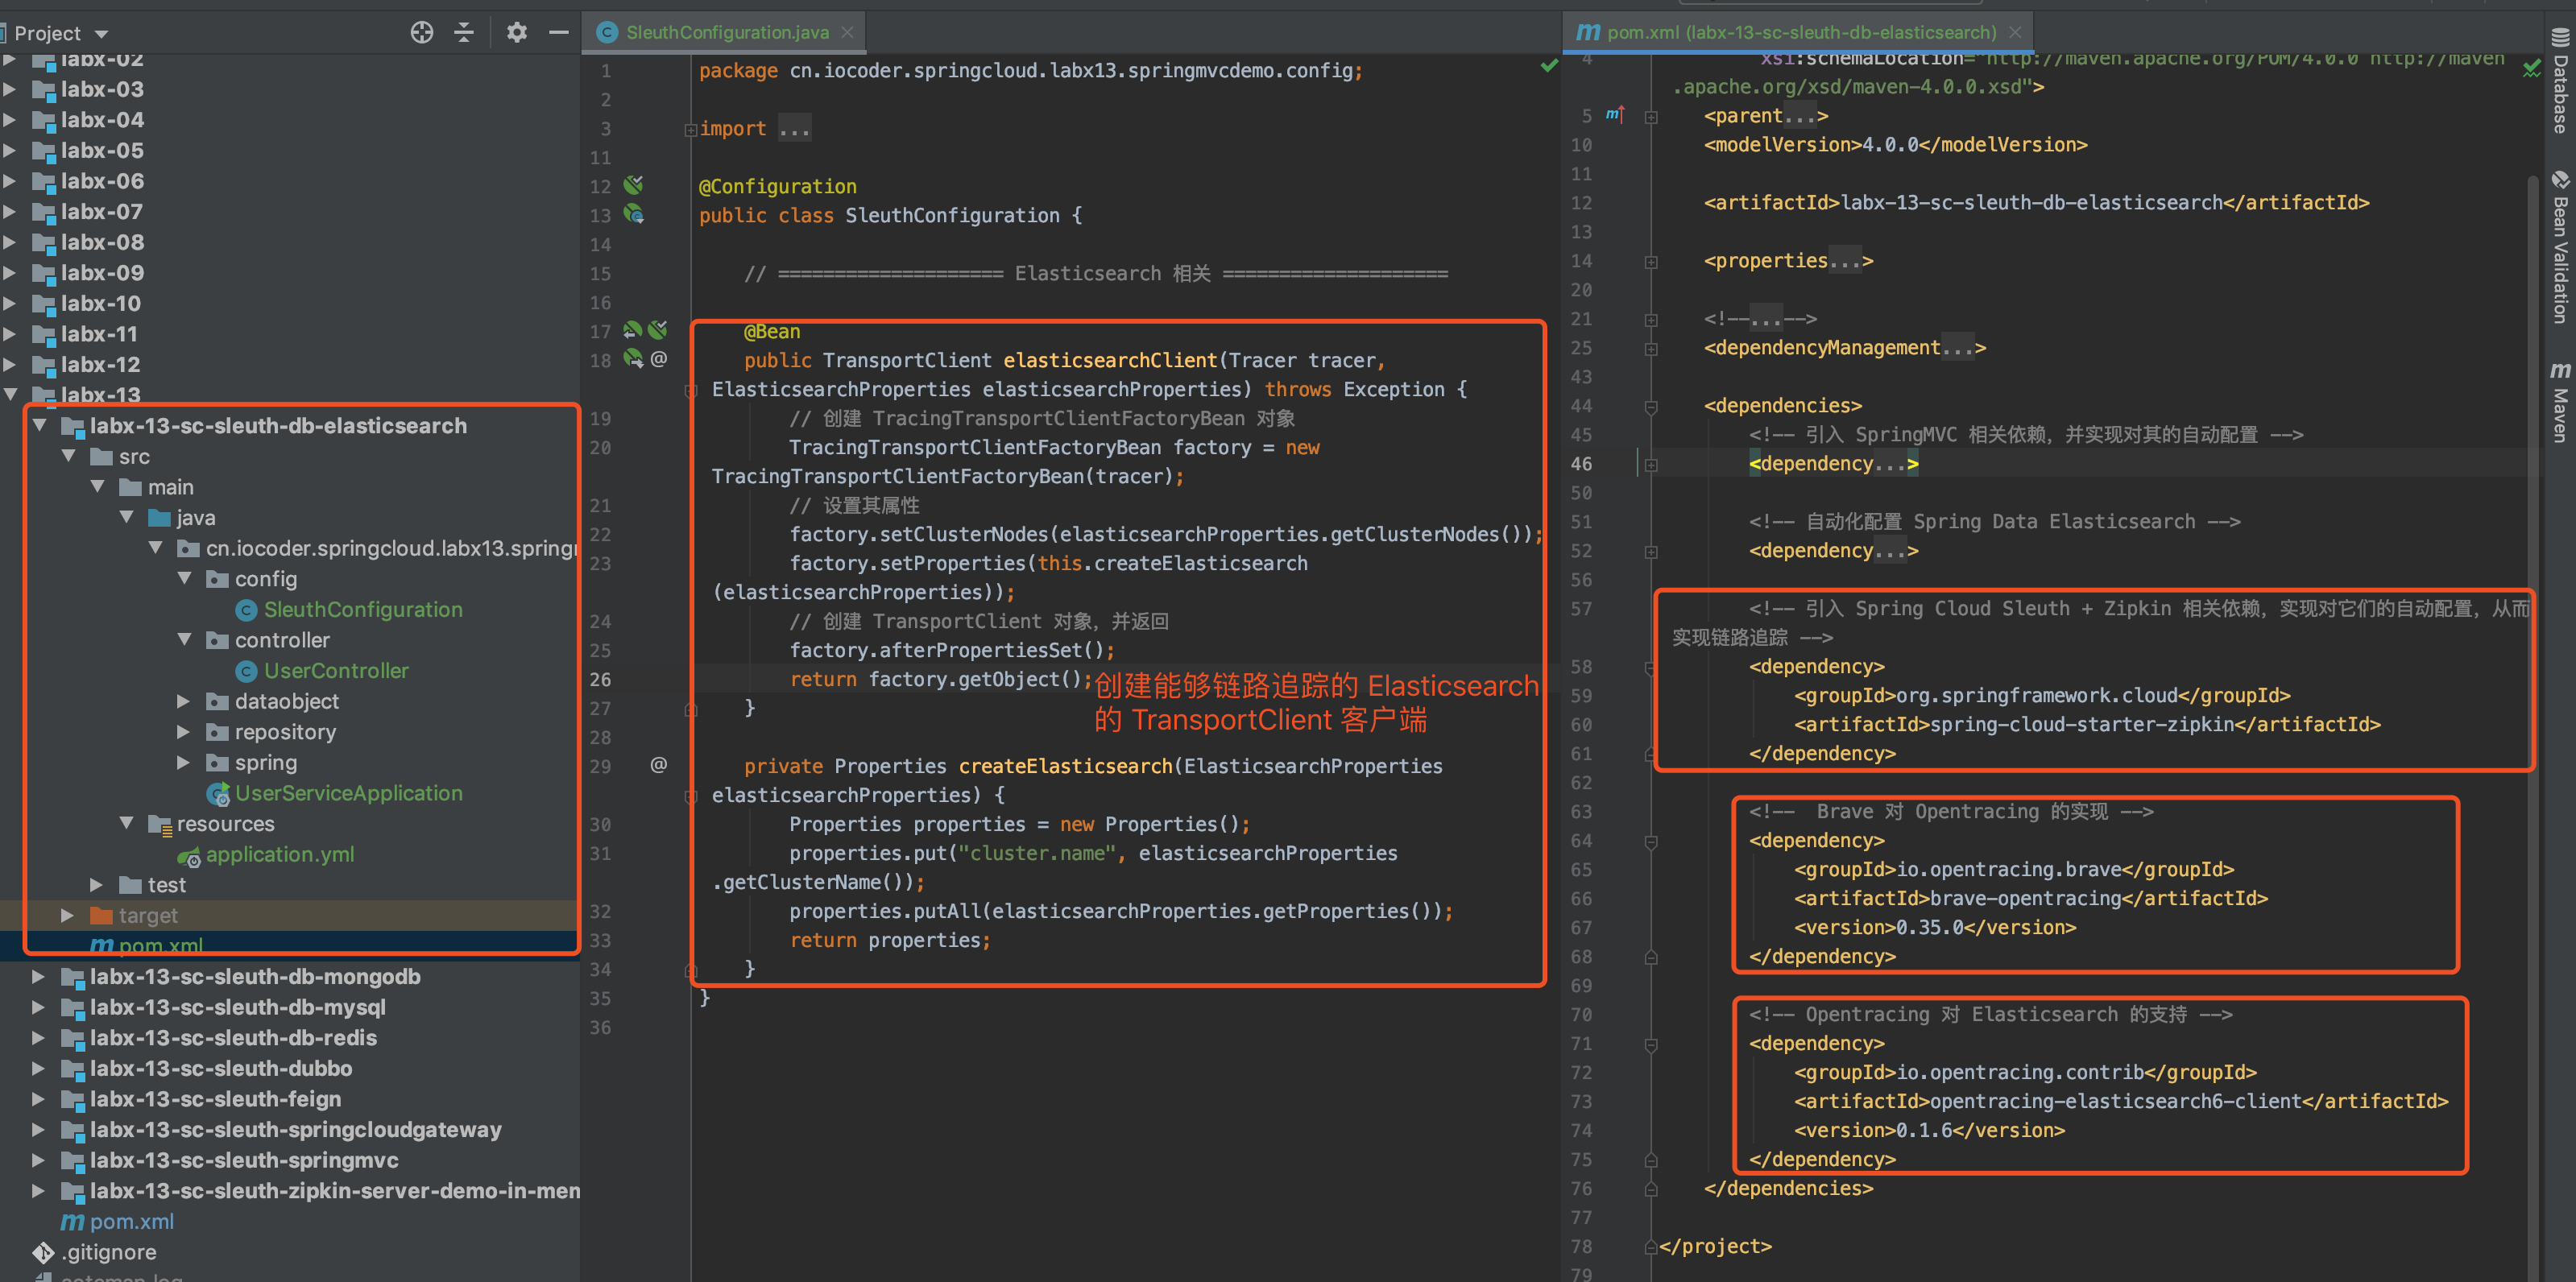 Project
labx-02
labx-03
labx-04
labx-05
labx-06
labx-07
labx-08
labx-09
labx-10
labx-11
labx-12
labx-13
labx-13-sc-sleuth-db-elasticsearch
src
main
java
cn.iocoder.springcloud.labx13.spring
config
SleuthConfiguration
controller
UserController
dataobject
repository
spring
UserServiceApplication
resources
application.yml
test
target
pom.xml
labx-13-sc-sleuth-db-mongodb
labx-13-sc-sleuth-db-mysql
labx-13-sc-sleuth-db-redis
labx-13-sc-sleuth-dubbo
labx-13-sc-sleuth-feign
labx-13-sc-sleuth-springcloudgateway
labx-13-sc-sleuth-springmvc
labx-13-sc-sleuth-zipkin-server-demo-in-mem
pom.xml
.gitignore
SleuthConfiguration.java
1 package cn.iocoder.springcloud.labx13.springmvcdemo.config;
2
3 import ...
11
12 @Configuration
13 public class SleuthConfiguration {
14
15 // ==================== Elasticsearch 相关 ====================
16
17 @Bean
18 public TransportClient elasticsearchClient(Tracer tracer,
ElasticsearchProperties elasticsearchProperties) throws Exception {
19 // 创建 TracingTransportClientFactoryBean 对象
20 TracingTransportClientFactoryBean factory = new
TracingTransportClientFactoryBean(tracer);
21 // 设置其属性
22 factory.setClusterNodes(elasticsearchProperties.getClusterNodes());
23 factory.setProperties(this.createElasticsearch
(elasticsearchProperties));
24 // 创建 TransportClient 对象，并返回
25 factory.afterPropertiesSet();
26 return factory.getObject();
创建能够链路追踪的 Elasticsearch
的 TransportClient 客户端
27 }
28
29 private Properties createElasticsearch(ElasticsearchProperties
elasticsearchProperties) {
30 Properties properties = new Properties();
31 properties.put("cluster.name", elasticsearchProperties
.getClusterName());
32 properties.putAll(elasticsearchProperties.getProperties());
33 return properties;
34 }
35 }
36
pom.xml (labx-13-sc-sleuth-db-elasticsearch)
4 xsi:schemaLocation="http://maven.apache.org/POM/4.0.0 http://maven
.apache.org/xsd/maven-4.0.0.xsd">
5 <parent...>
10 <modelVersion>4.0.0</modelVersion>
11
12 <artifactId>labx-13-sc-sleuth-db-elasticsearch</artifactId>
13
14 <properties...>
20
21 <!--...-->
25 <dependencyManagement...>
43
44 <dependencies>
45 <!-- 引入 SpringMVC 相关依赖，并实现对其的自动配置 -->
46 <dependency...>
50
51 <!-- 自动化配置 Spring Data Elasticsearch -->
52 <dependency...>
56
57 <!-- 引入 Spring Cloud Sleuth + Zipkin 相关依赖，实现对它们的自动配置，从而
实现链路追踪 -->
58 <dependency>
59 <groupId>org.springframework.cloud</groupId>
60 <artifactId>spring-cloud-starter-zipkin</artifactId>
61 </dependency>
62
63 <!-- Brave 对 Opentracing 的实现 -->
64 <dependency>
65 <groupId>io.opentracing.brave</groupId>
66 <artifactId>brave-opentracing</artifactId>
67 <version>0.35.0</version>
68 </dependency>
69
70 <!-- Opentracing 对 Elasticsearch 的支持 -->
71 <dependency>
72 <groupId>io.opentracing.contrib</groupId>
73 <artifactId>opentracing-elasticsearch6-client</artifactId>
74 <version>0.1.6</version>
75 </dependency>
76 </dependencies>
77
78 </project>
79
Database
Bean Validation
Maven